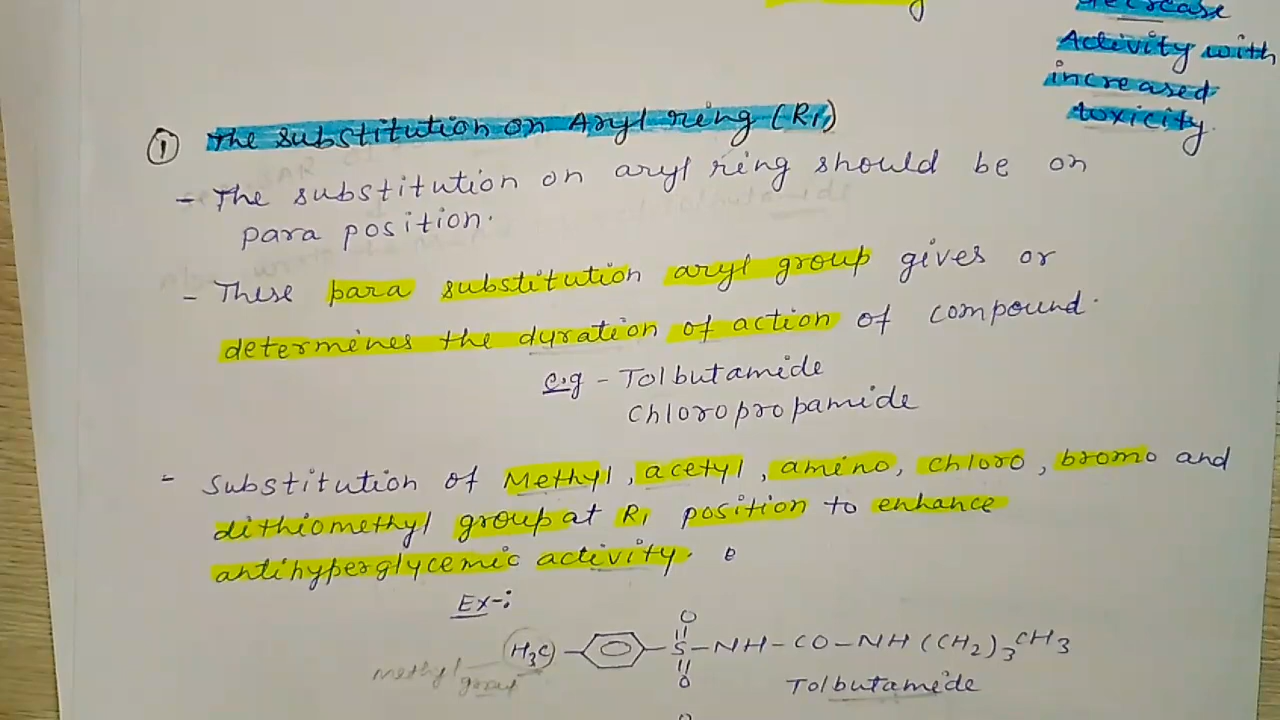 decrease
Activity with
increased
toxicity.
① The substitution on Aryl ring (R1)
- The substitution on aryl ring should be on
para position.
- These para substitution aryl group gives or
determines the duration of action of compound.
e.g - Tolbutamide
Chloropropamide
- Substitution of Methyl, acetyl, amino, chloro, bromo and
dithiomethyl group at R1 position to enhance
antihyperglycemic activity.
Ex-:
O
H3C - S - NH - CO - NH (CH2)3 CH3
O
Methyl group
Tolbutamide